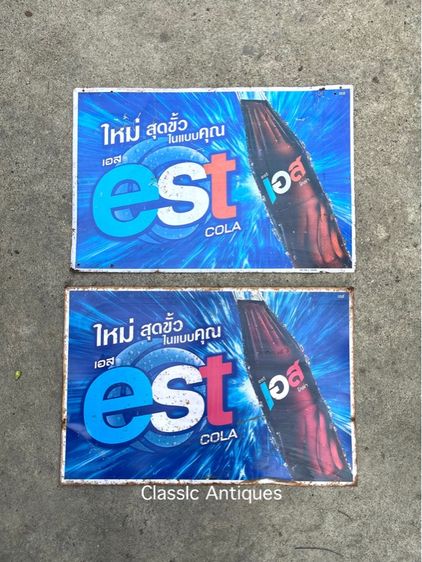 ใหม่ สุดขั้ว
ในแบบคุณ
เอส
est
COLA
เอส
ใหม่ สุดขั้ว
ในแบบคุณ
เอส
est
COLA
เอส
Classic Antiques